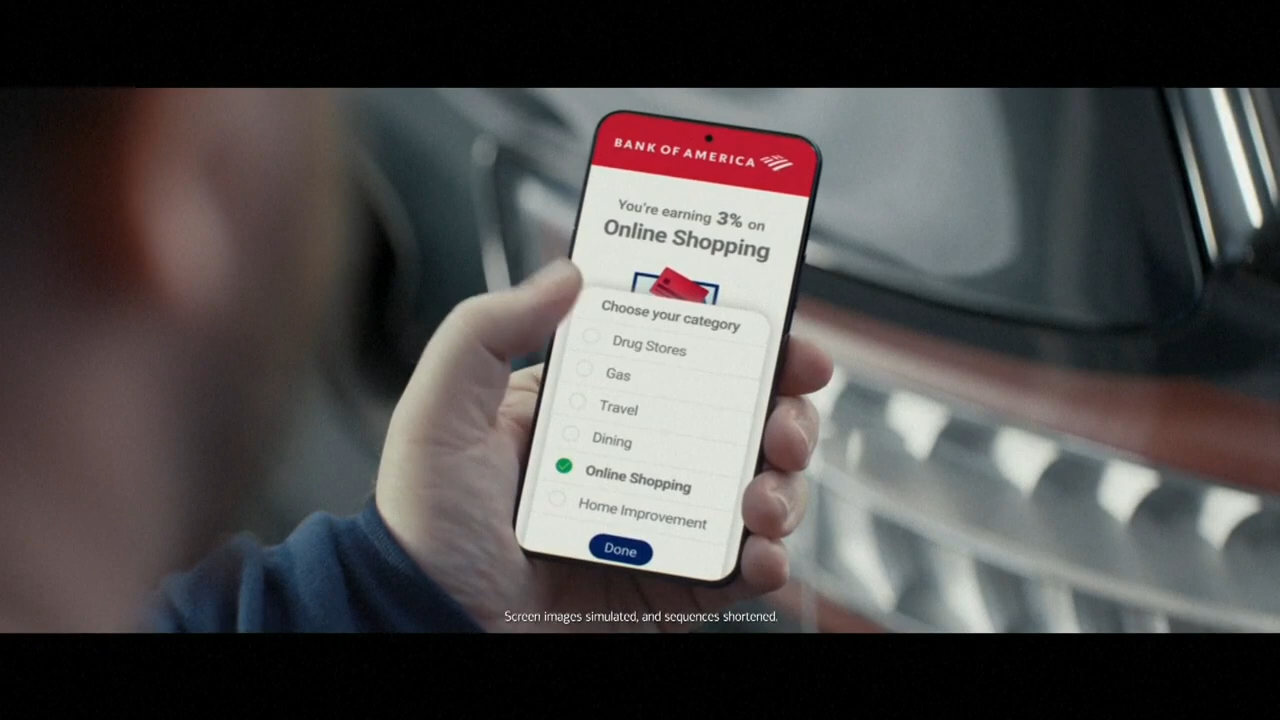 BANK OF AMERICA
You're earning 3% on
Online Shopping
Choose your category
Drug Stores
Gas
Travel
Dining
Online Shopping
Home Improvement
Done
Screen images simulated, and sequences shortened.